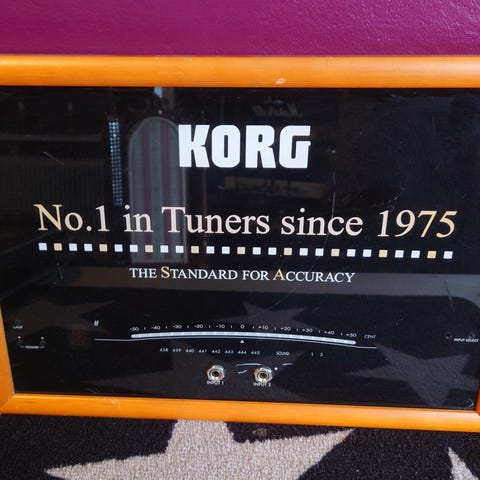 KORG
No.1 in Tuners since 1975
THE STANDARD FOR ACCURACY
-50 -40 -30 -20 -10 0 +10 +20 +30 +40 +50 CENT
438 439 440 441 442 443 444 445 SOUND 1 2
SOUND
INPUT SELECT
INPUT 1 INPUT 2